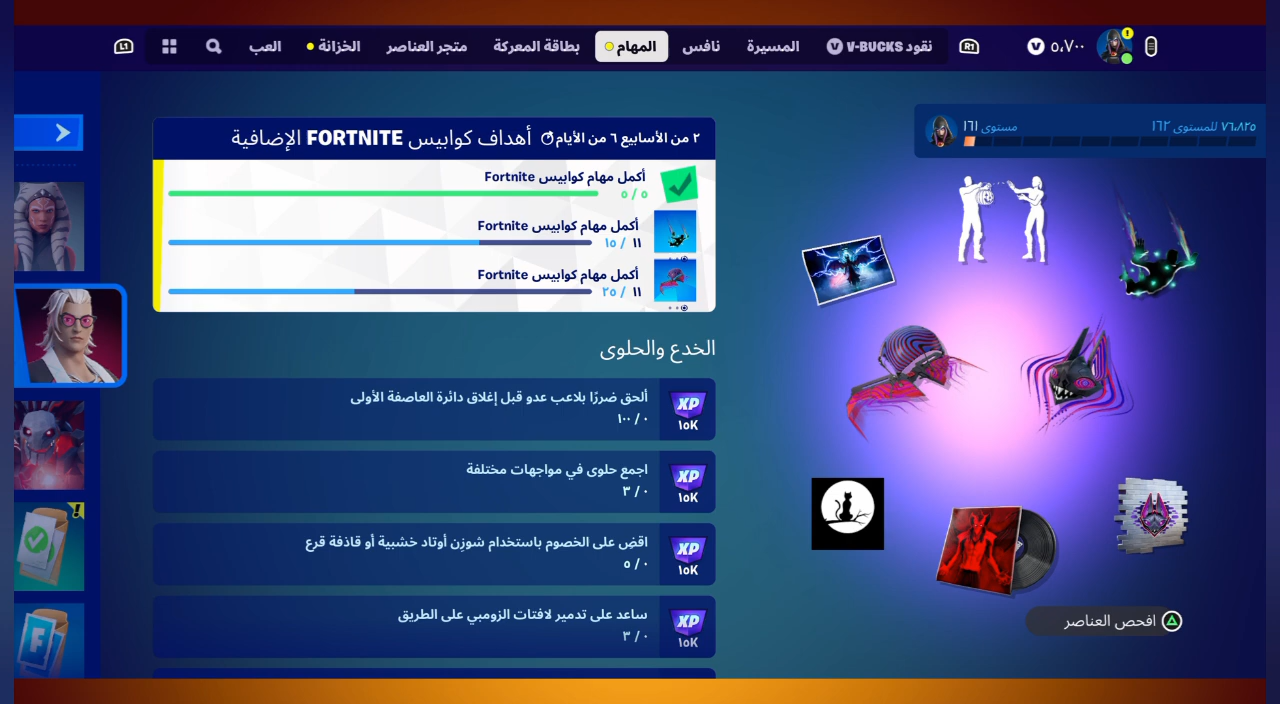 ٥،٧٠٠
R1
نقود V-BUCKS
المسيرة
نافس
المهام
بطاقة المعركة
متجر العناصر
الخزانة
العب
L1
مستوى ١٦١
٧٦،٨٢٥ للمستوى ١٦٢
٢ من الأسابيع ٦ من الأيام أهداف كوابيس FORTNITE الإضافية
أكمل مهام كوابيس Fortnite
٥ / ٥
أكمل مهام كوابيس Fortnite
١١ / ١٥
أكمل مهام كوابيس Fortnite
١١ / ٢٥
الخدع والحلوى
ألحق ضررًا بلاعب عدو قبل إغلاق دائرة العاصفة الأولى
٠ / ١٠٠
XP
١٥K
اجمع حلوى في مواجهات مختلفة
٠ / ٣
XP
١٥K
اقضِ على الخصوم باستخدام شوزن أوتاد خشبية أو قاذفة قرع
٠ / ٥
XP
١٥K
ساعد على تدمير لافتات الزومبي على الطريق
٠ / ٣
XP
١٥K
افحص العناصر